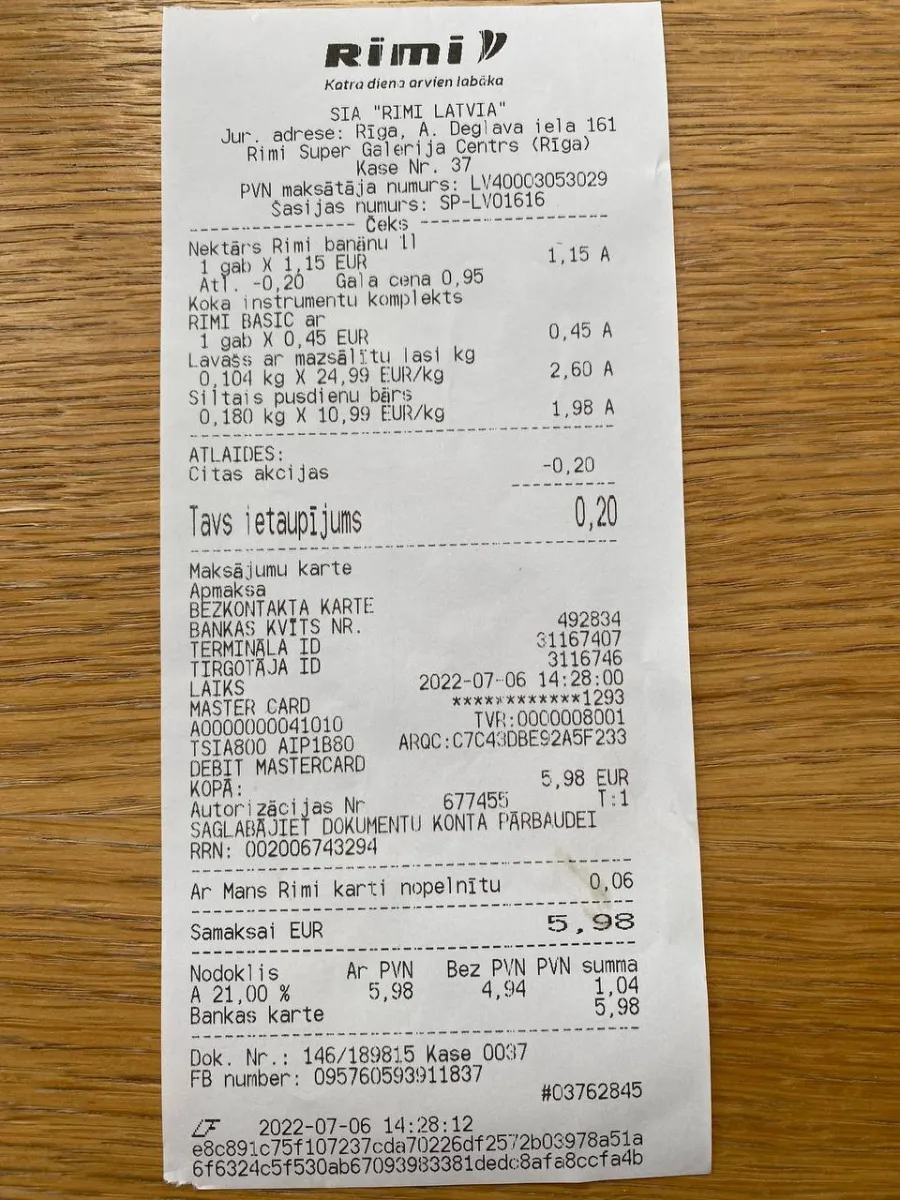 Rimi
Katra diena arvien labāka
SIA "RIMI LATVIA"
Jur. adrese: Rīga, A. Deglava iela 161
Rimi Super Galerija Centrs (Rīga)
Kase Nr. 37
PVN maksātāja numurs: LV40003053029
Šasijas numurs: SP-LV01616
Čeks
Nektārs Rimi banānu 1l
1 gab X 1,15 EUR 1,15 A
Atl. -0,20 Gala cena 0,95
Koka instrumentu komplekts
RIMI BASIC ar
1 gab X 0,45 EUR 0,45 A
Lavašs ar mazsālītu lasi kg
0,104 kg X 24,99 EUR/kg 2,60 A
Siltais pusdienu bārs
0,180 kg X 10,99 EUR/kg 1,98 A
ATLAIDES:
Citas akcijas -0,20
Tavs ietaupījums 0,20
Maksājumu karte
Apmaksa
BEZKONTAKTA KARTE
BANKAS KVĪTS NR. 492834
TERMINĀLA ID 31167407
TIRGOTĀJA ID 3116746
LAIKS 2022-07-06 14:28:00
MASTER CARD ************1293
A0000000041010 TVR:0000008001
TSIA800 AIP1B80 ARQC:C7C43DBE92A5F233
DEBIT MASTERCARD
KOPĀ: 5,98 EUR
Autorizācijas Nr 677455 T:1
SAGLABĀJIET DOKUMENTU KONTA PĀRBAUDEI
RRN: 002006743294
Ar Mans Rimi karti nopelnītu 0,06
Samaksai EUR 5,98
Nodoklis Ar PVN Bez PVN PVN summa
A 21,00 % 5,98 4,94 1,04
Bankas karte 5,98
Dok. Nr.: 146/189815 Kase 0037
FB number: 095760593911837
#03762845
2022-07-06 14:28:12
e8c891c75f107237cda70226df2572b03978a51a
6f6324c5f530ab67093983381dedc8afa8ccfa4b